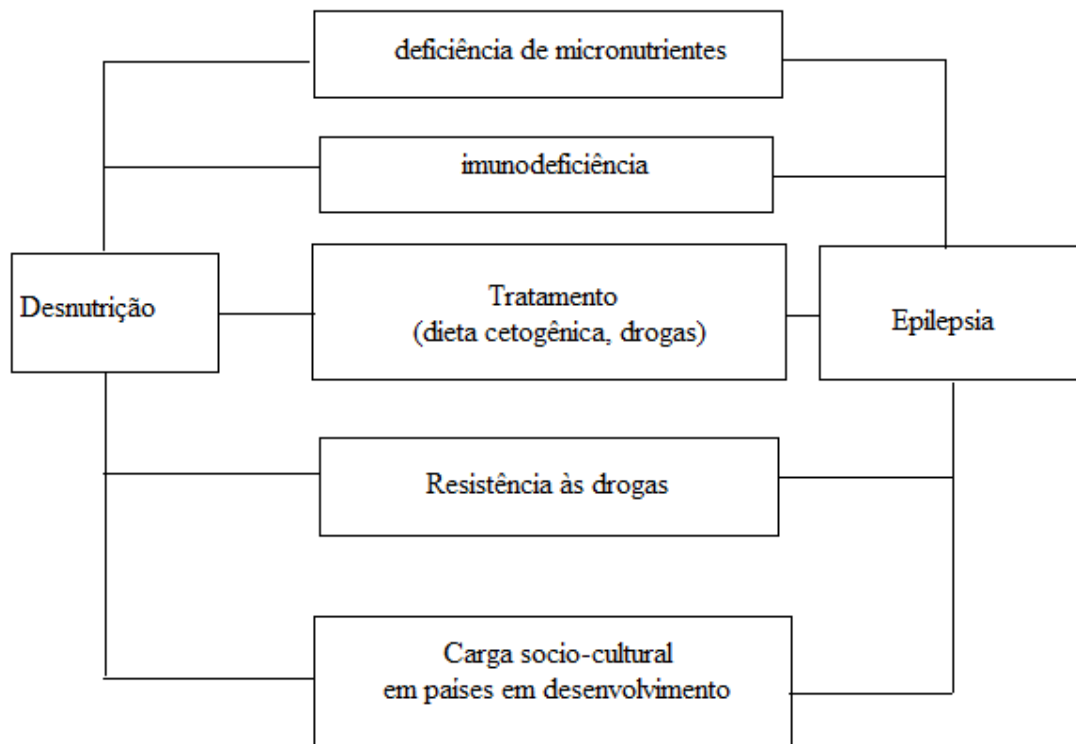 deficiência de micronutrientes
imunodeficiência
Desnutrição
Tratamento
(dieta cetogênica, drogas)
Epilepsia
Resistência às drogas
Carga socio-cultural
em países em desenvolvimento